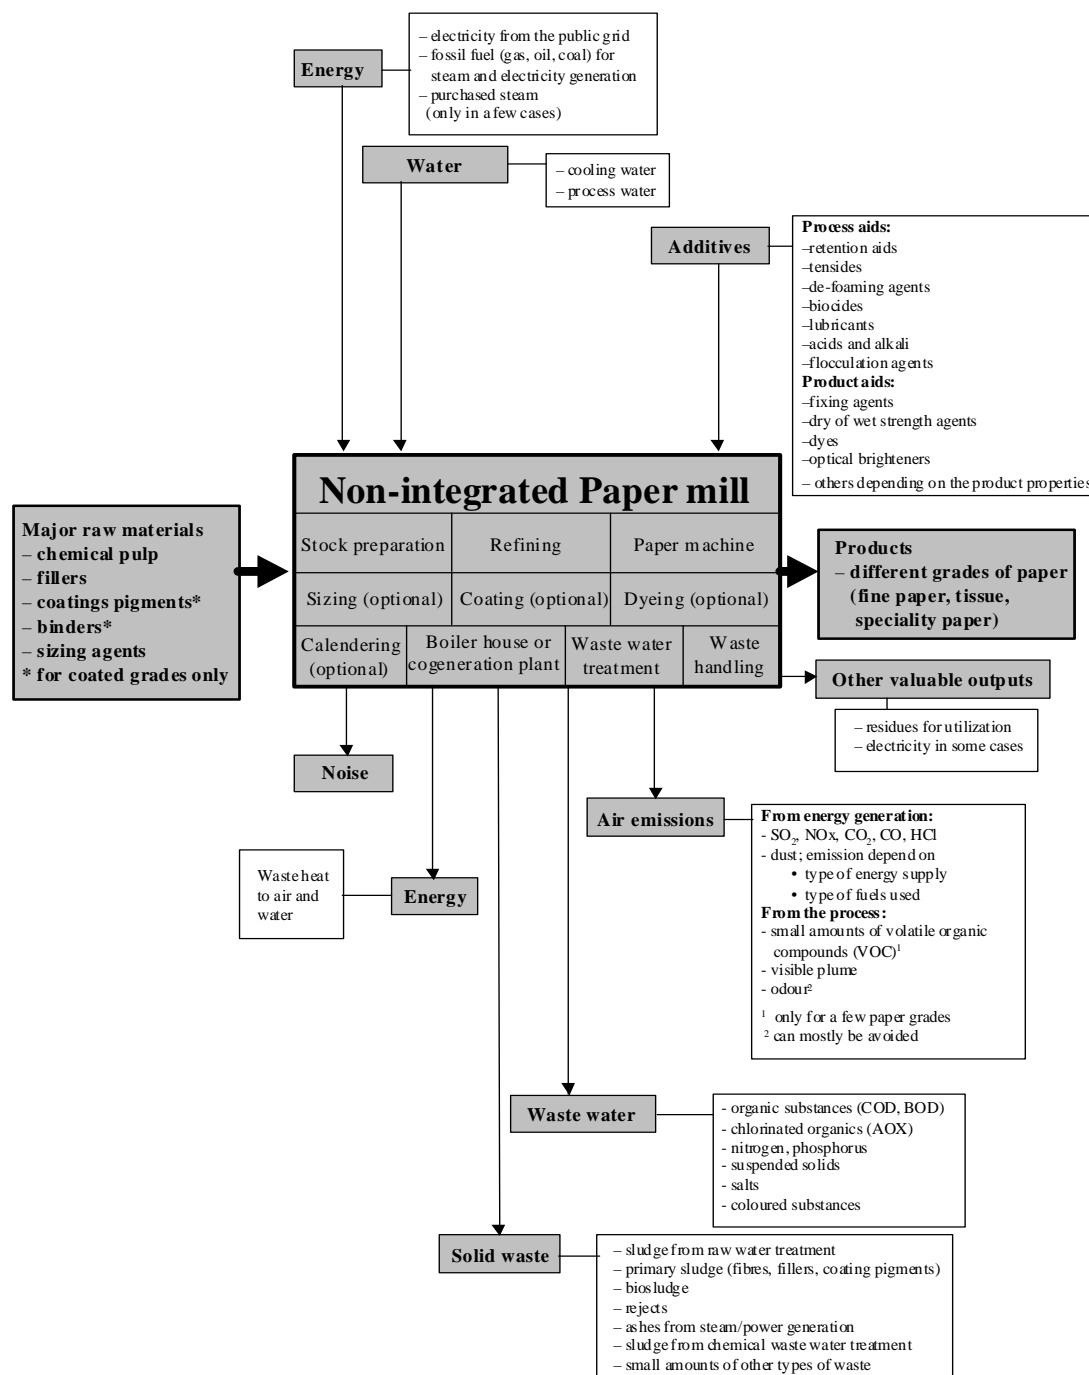 Energy
– electricity from the public grid
– fossil fuel (gas, oil, coal) for
steam and electricity generation
– purchased steam
(only in a few cases)
Water
– cooling water
– process water
Additives
Process aids:
–retention aids
–tensides
–de-foaming agents
–biocides
–lubricants
–acids and alkali
–flocculation agents
Product aids:
–fixing agents
–dry of wet strength agents
–dyes
–optical brighteners
– others depending on the product properties
Major raw materials
– chemical pulp
– fillers
– coatings pigments*
– binders*
– sizing agents
* for coated grades only
Non-integrated Paper mill
Stock preparation
Refining
Paper machine
Sizing (optional)
Coating (optional)
Dyeing (optional)
Calendering
(optional)
Boiler house or
cogeneration plant
Waste water
treatment
Waste
handling
Products
– different grades of paper
(fine paper, tissue,
speciality paper)
Other valuable outputs
– residues for utilization
– electricity in some cases
Noise
Air emissions
From energy generation:
- SO₂, NOx, CO₂, CO, HCl
- dust; emission depend on
• type of energy supply
• type of fuels used
From the process:
- small amounts of volatile organic
compounds (VOC)¹
- visible plume
- odour²
¹ only for a few paper grades
² can mostly be avoided
Waste heat
to air and
water
Energy
Waste water
- organic substances (COD, BOD)
- chlorinated organics (AOX)
- nitrogen, phosphorus
- suspended solids
- salts
- coloured substances
Solid waste
– sludge from raw water treatment
– primary sludge (fibres, fillers, coating pigments)
– biosludge
– rejects
– ashes from steam/power generation
– sludge from chemical waste water treatment
– small amounts of other types of waste